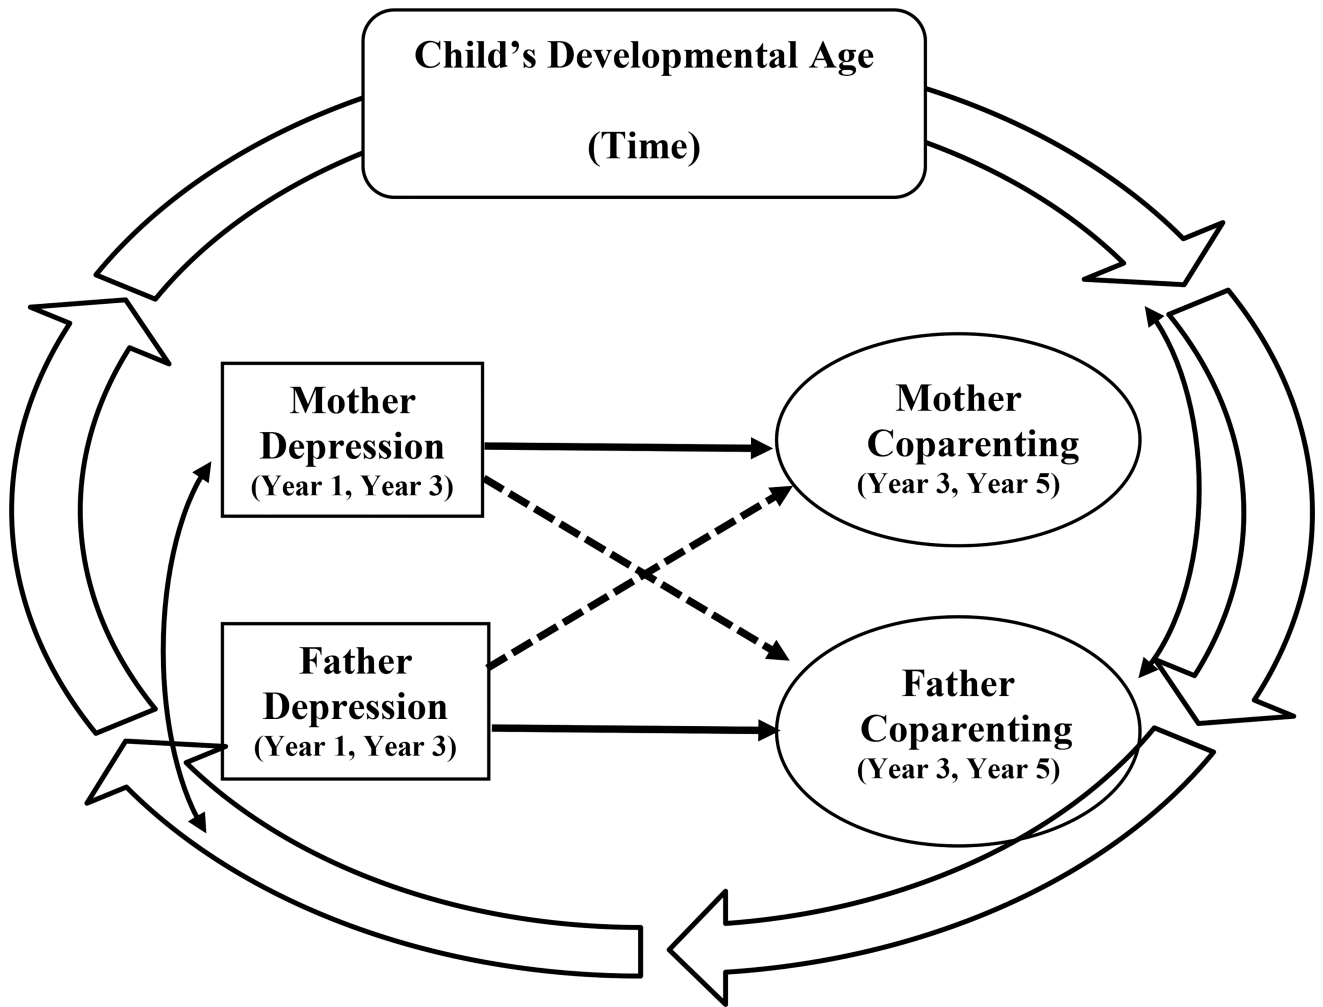 Child’s Developmental Age
(Time)
Mother
Depression
(Year 1, Year 3)
Mother
Coparenting
(Year 3, Year 5)
Father
Depression
(Year 1, Year 3)
Father
Coparenting
(Year 3, Year 5)